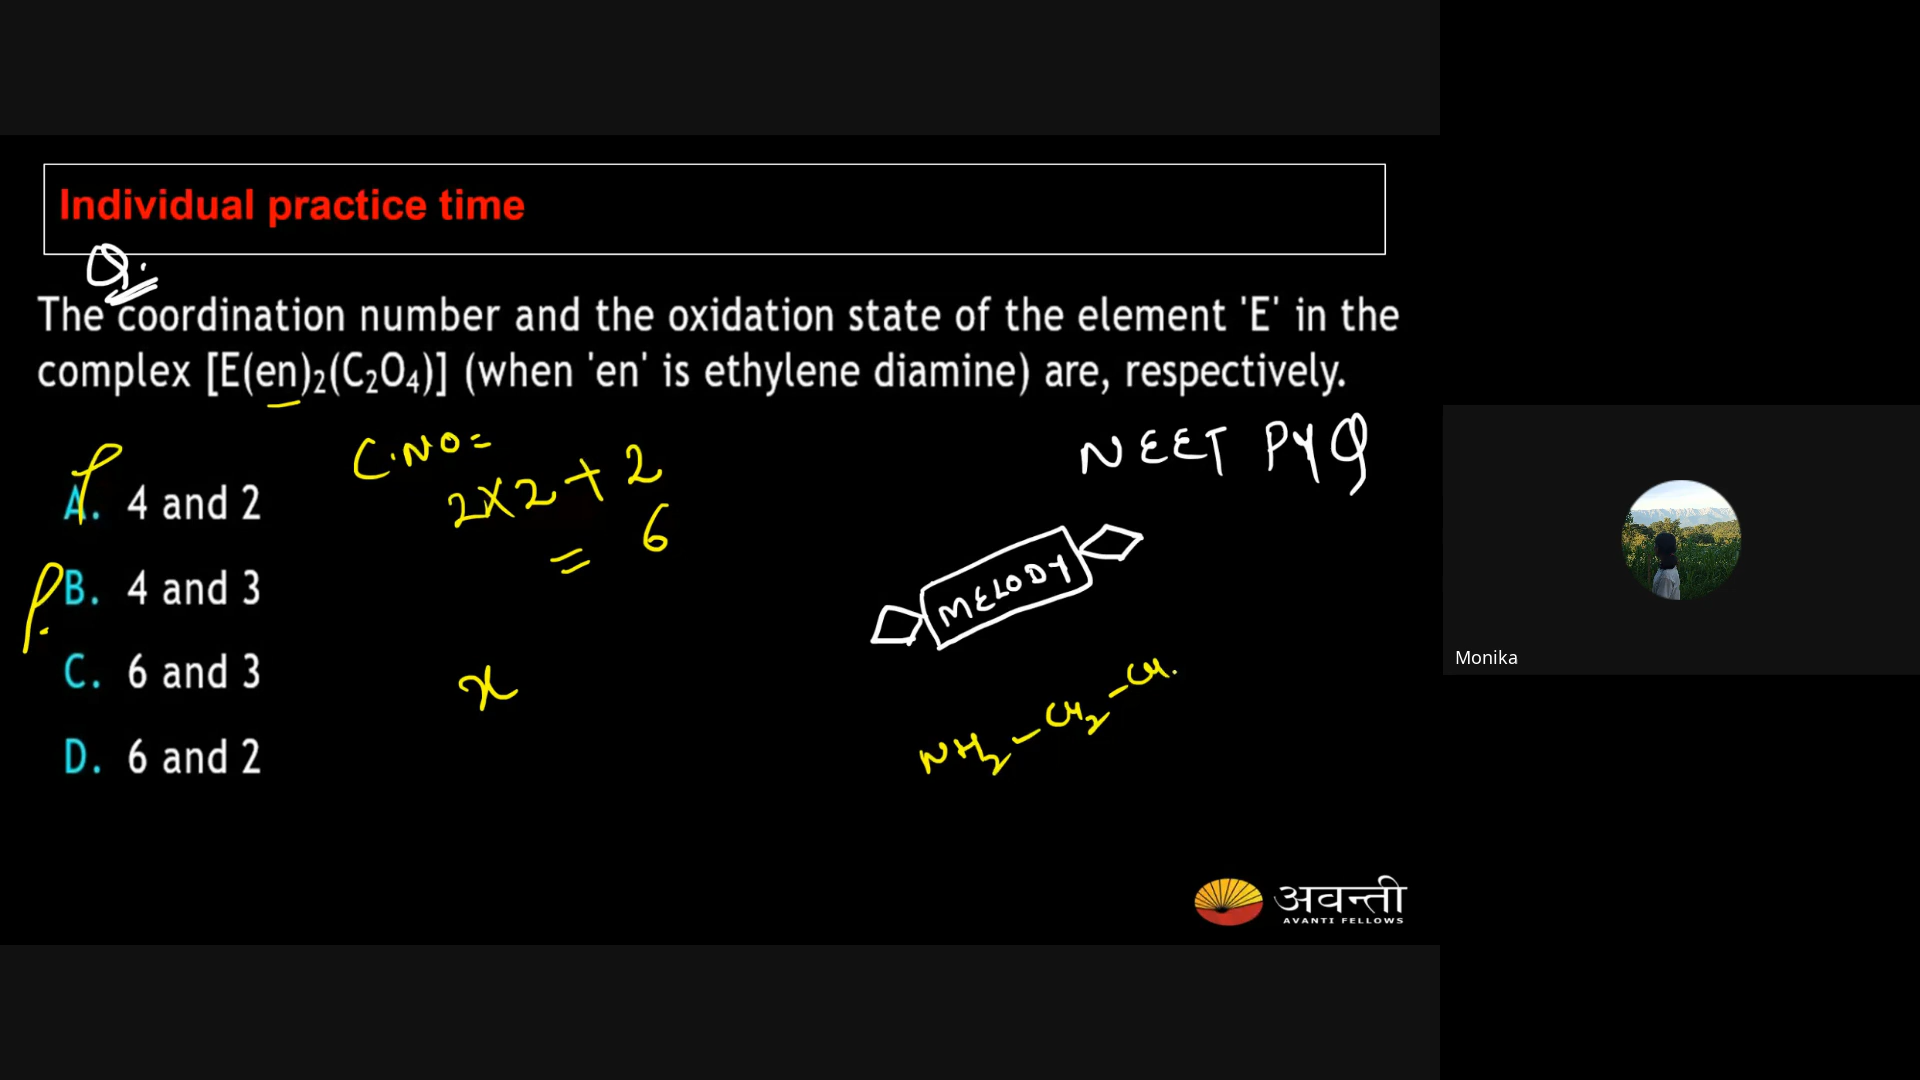 Individual practice time
Q.
The coordination number and the oxidation state of the element 'E' in the
complex [E(en)₂(C₂O₄)] (when 'en' is ethylene diamine) are, respectively.
C.NO=
NEET PYQ
A. 4 and 2
2X2+2
= 6
MELODY
B. 4 and 3
C. 6 and 3
x
NH₂-CH₂-CH.
D. 6 and 2
Monika
अवन्ती
AVANTI FELLOWS